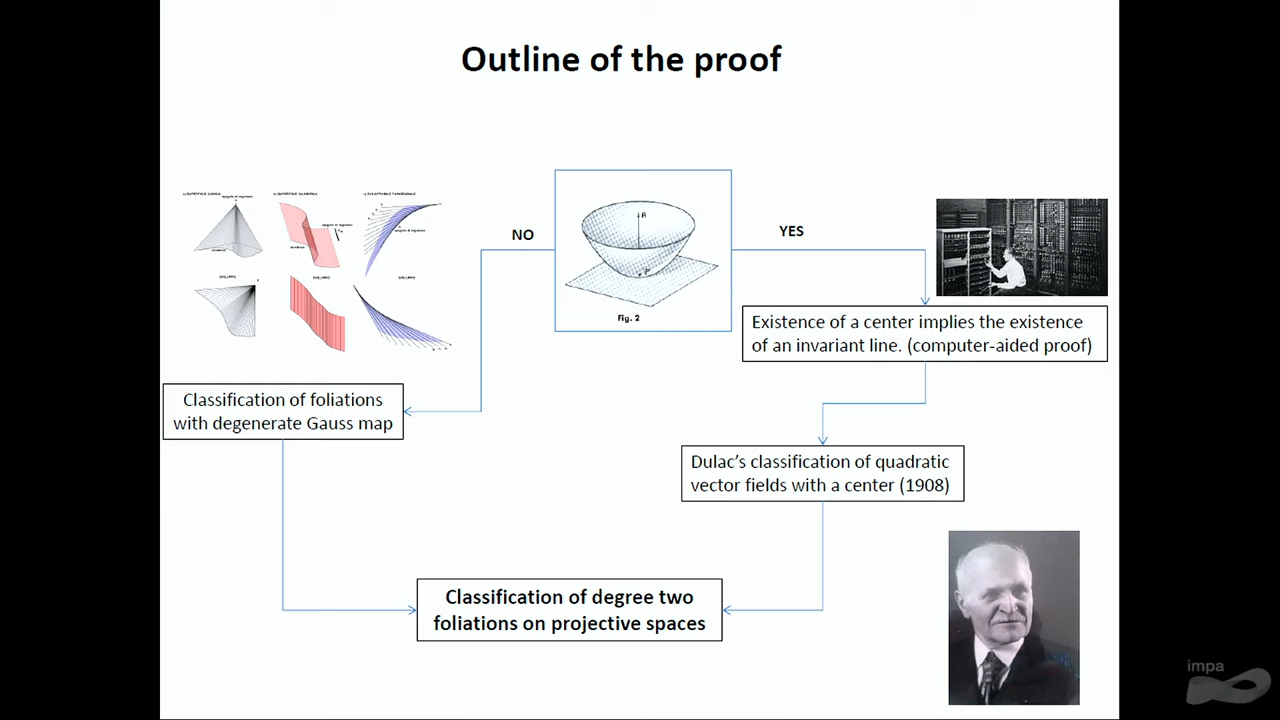 Outline of the proof
NO
YES
Fig. 2
Existence of a center implies the existence
of an invariant line. (computer-aided proof)
Classification of foliations
with degenerate Gauss map
Dulac's classification of quadratic
vector fields with a center (1908)
Classification of degree two
foliations on projective spaces
impa